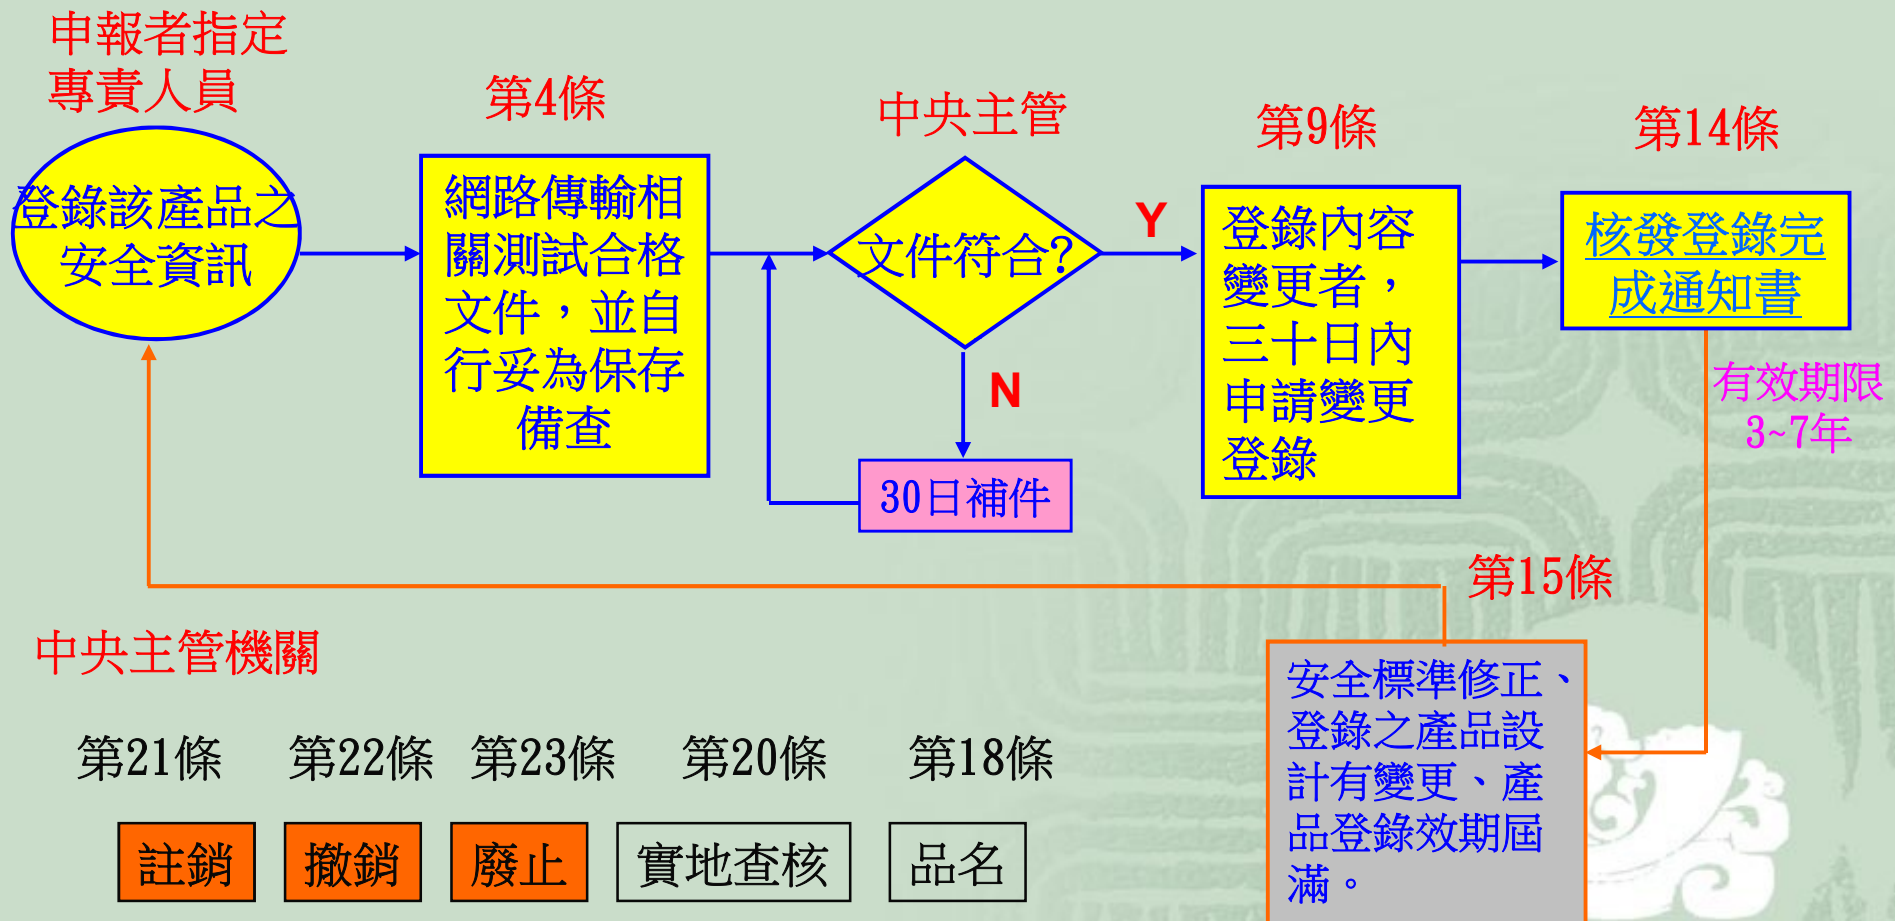 申報者指定
專責人員
登錄該產品之
安全資訊
第4條
網路傳輸相
關測試合格
文件，並自
行妥為保存
備查
中央主管
文件符合?
Y
N
30日補件
第9條
登錄內容
變更者，
三十日內
申請變更
登錄
第14條
核發登錄完
成通知書
有效期限
3~7年
第15條
安全標準修正、
登錄之產品設
計有變更、產
品登錄效期屆
滿。
中央主管機關
第21條
第22條
第23條
第20條
第18條
註銷
撤銷
廢止
實地查核
品名